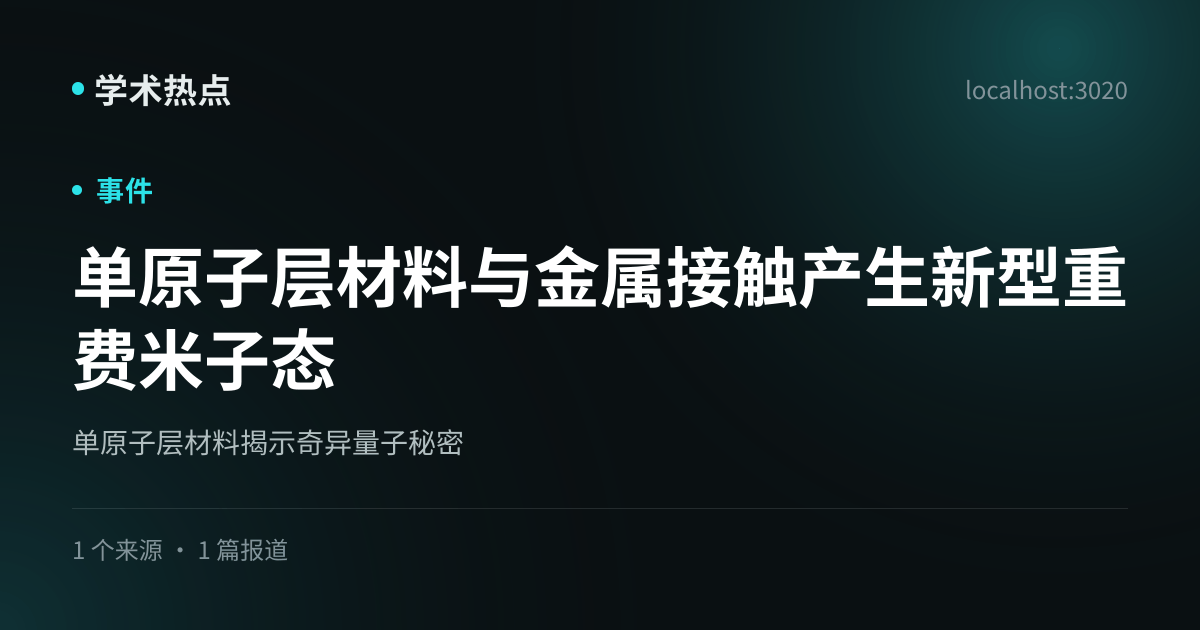 学术热点
localhost:3020
事件
单原子层材料与金属接触产生新型重
费米子态
单原子层材料揭示奇异量子秘密
1 个来源 · 1 篇报道